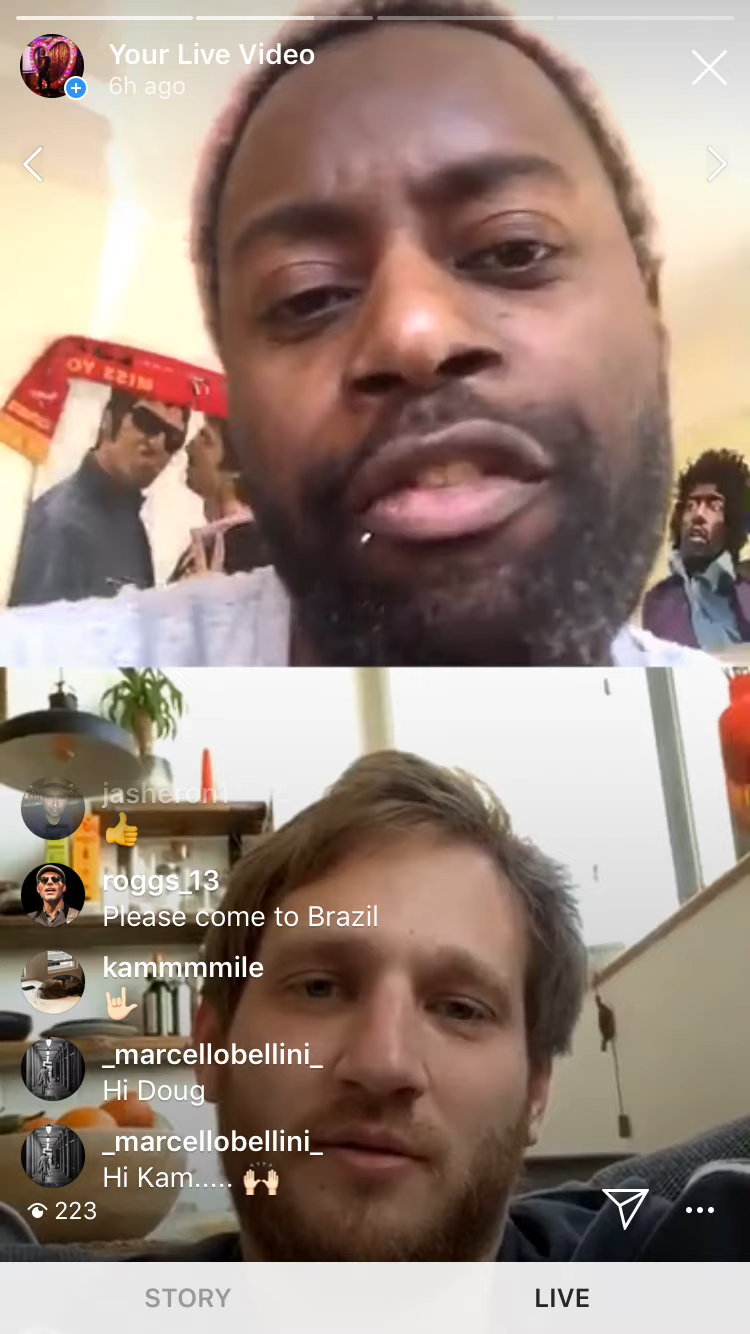 Your Live Video
6h ago
jasheron1
roggs_13
Please come to Brazil
kammmmile
_marcellobellini_
Hi Doug
_marcellobellini_
Hi Kam..... 🙌🏻
223
STORY
LIVE